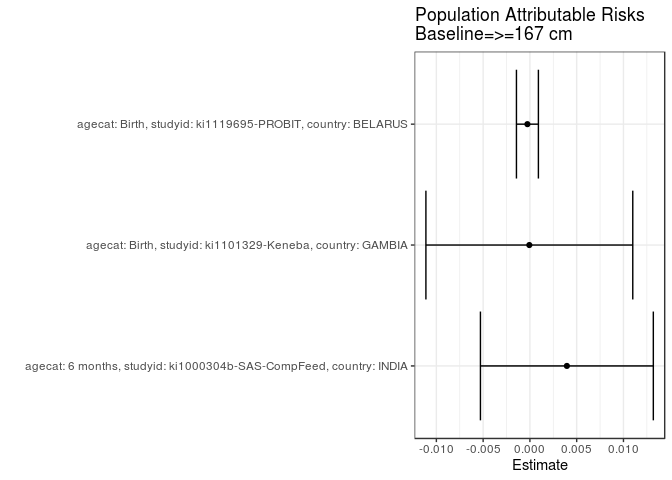 Population Attributable Risks
Baseline=>=167 cm
agecat: Birth, studyid: ki1119695-PROBIT, country: BELARUS
agecat: Birth, studyid: ki1101329-Keneba, country: GAMBIA
agecat: 6 months, studyid: ki1000304b-SAS-CompFeed, country: INDIA
-0.010 -0.005 0.000 0.005 0.010
Estimate